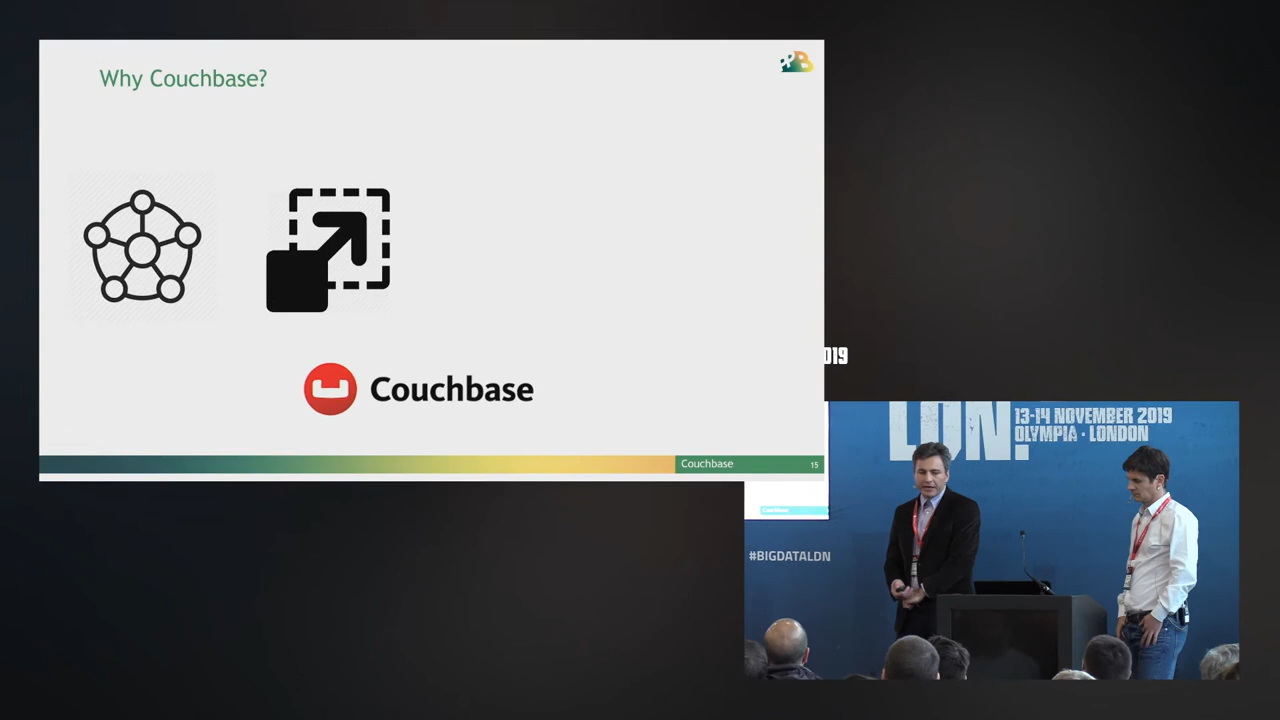 Why Couchbase?
Couchbase
Couchbase
15
019
LDN.
13-14 NOVEMBER 2019
OLYMPIA · LONDON
#BIGDATALDN